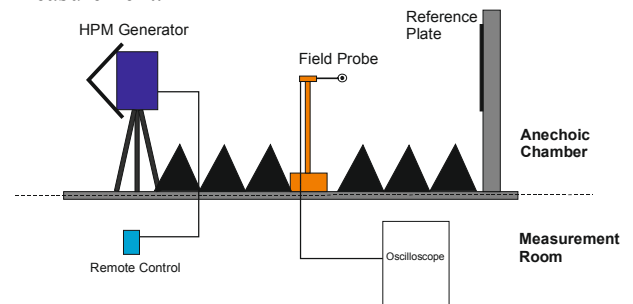 HPM Generator
Reference
Plate
Field Probe
Anechoic
Chamber
Remote Control
Oscilloscope
Measurement
Room